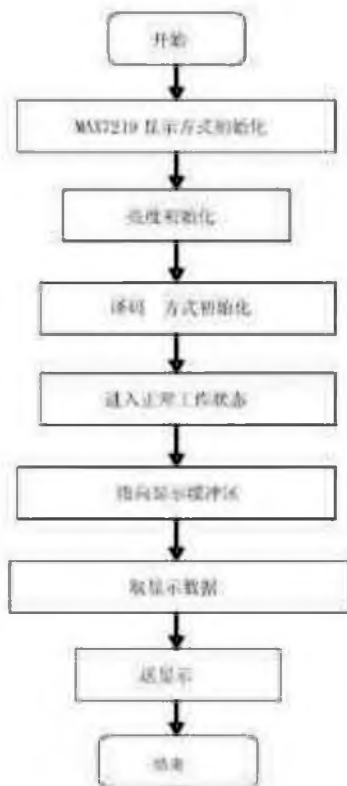 开始
MAX7219 显示方式初始化
亮度初始化
译码 方式初始化
进入正常工作状态
指向显示缓冲区
取显示数据
送显示
结束